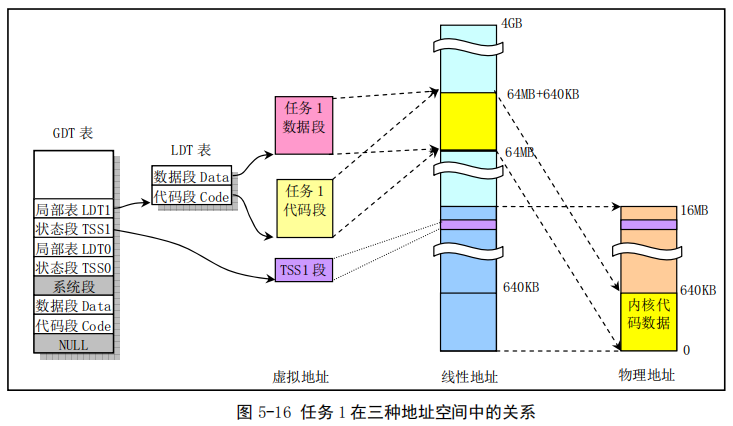 GDT 表
局部表 LDT1
状态段 TSS1
局部表 LDT0
状态段 TSS0
系统段
数据段 Data
代码段 Code
NULL
LDT 表
数据段 Data
代码段 Code
任务 1
数据段
任务 1
代码段
TSS1 段
虚拟地址
4GB
64MB+640KB
64MB
640KB
线性地址
16MB
640KB
内核代
码数据
0
物理地址
图 5-16 任务 1 在三种地址空间中的关系